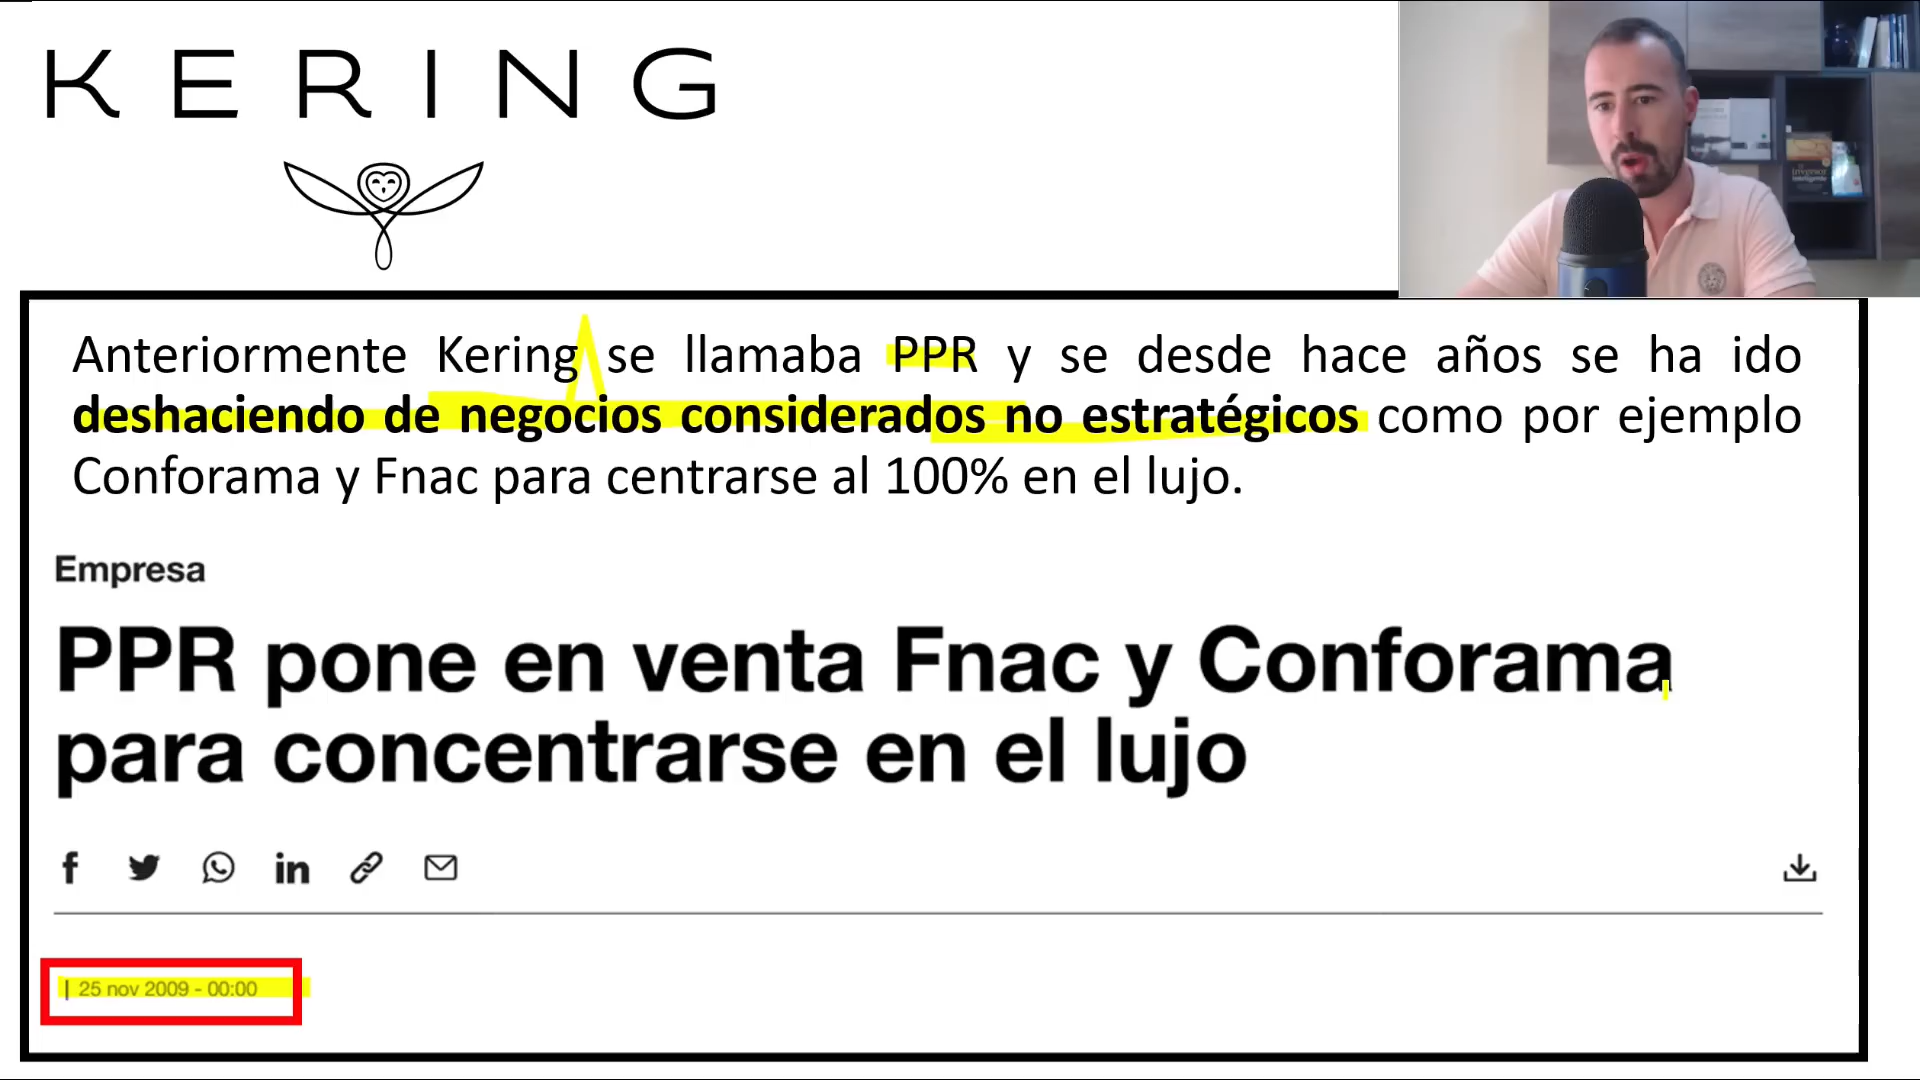 KERING
Anteriormente Kering se llamaba PPR y se desde hace años se ha ido
deshaciendo de negocios considerados no estratégicos como por ejemplo
Conforama y Fnac para centrarse al 100% en el lujo.
Empresa
PPR pone en venta Fnac y Conforama
para concentrarse en el lujo
| 25 nov 2009 - 00:00
inversor
inteligente